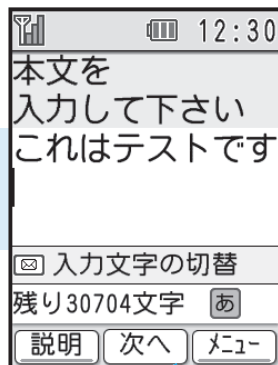 12:30
本文を
入力して下さい
これはテストです
入力文字の切替
残り30704文字 あ
説明 次へ ﾒﾆｭｰ